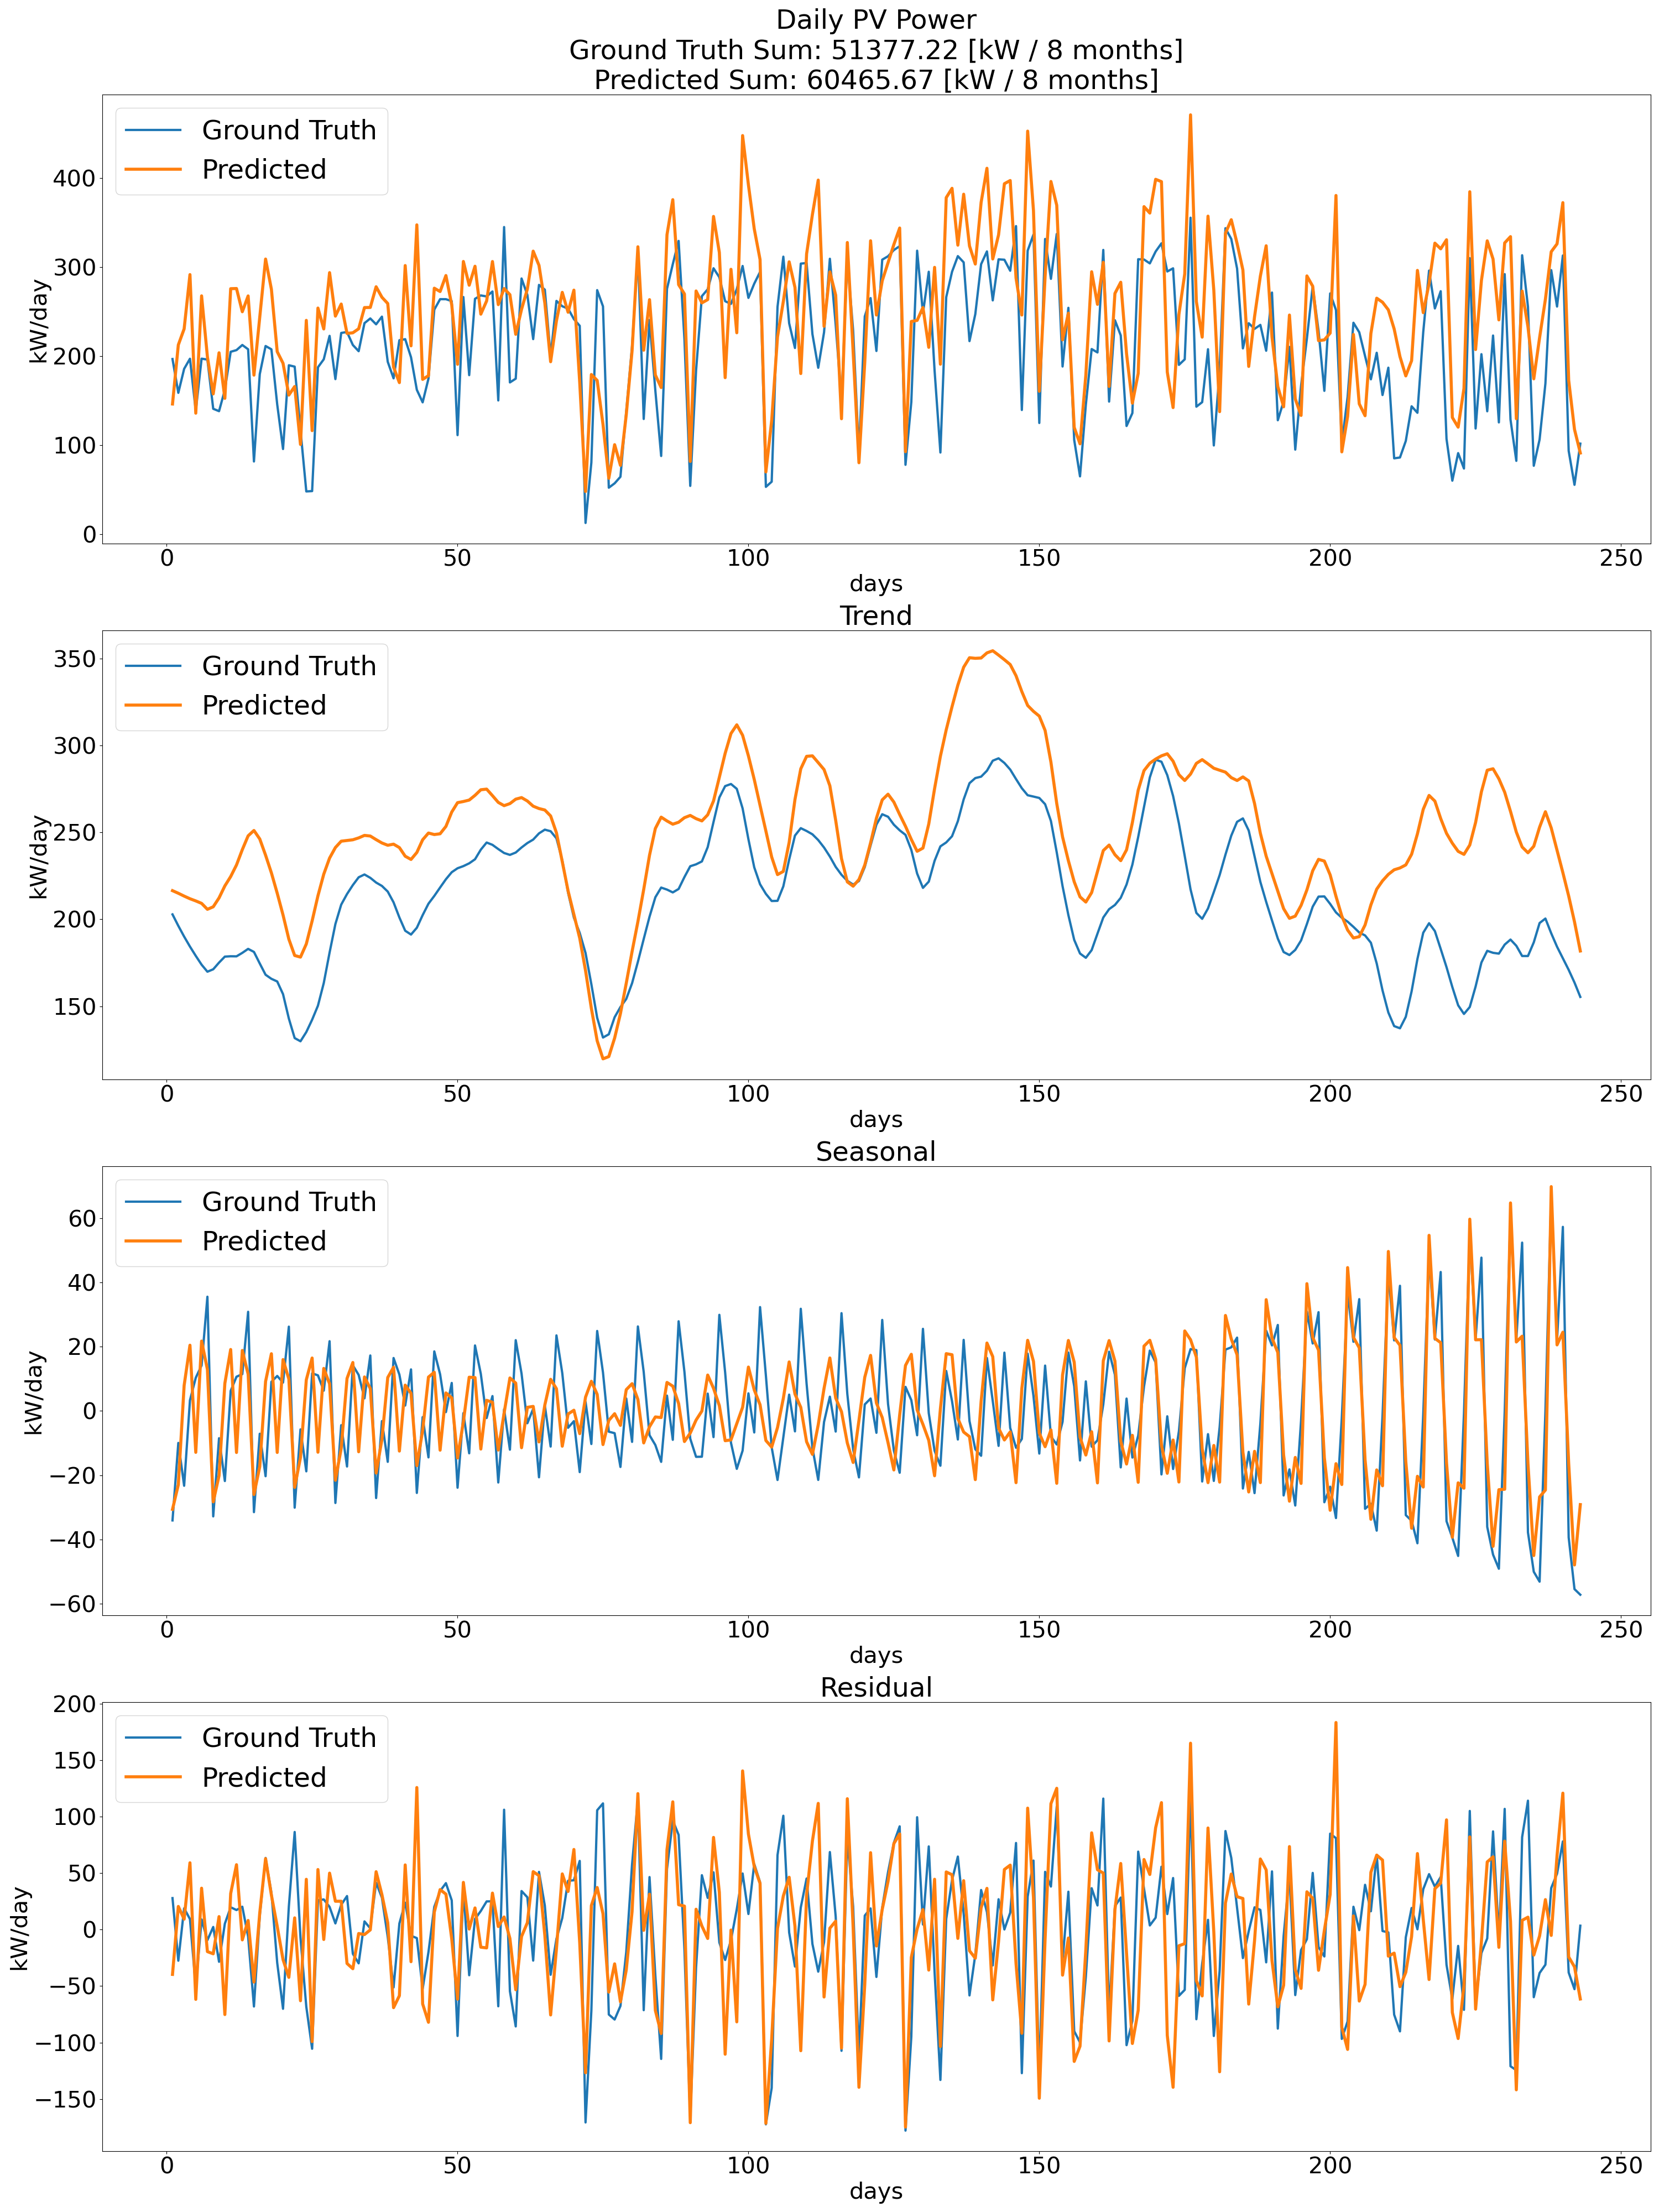 Daily PV Power
Ground Truth Sum: 51377.22 [kW / 8 months]
Predicted Sum: 60465.67 [kW / 8 months]
Ground Truth
Predicted
400
300
200
100
0
kW/day
0 50 100 150 200 250
days
Trend
Ground Truth
Predicted
350
300
250
200
150
kW/day
0 50 100 150 200 250
days
Seasonal
Ground Truth
Predicted
60
40
20
0
−20
−40
−60
kW/day
0 50 100 150 200 250
days
Residual
Ground Truth
Predicted
200
150
100
50
0
−50
−100
−150
kW/day
0 50 100 150 200 250
days